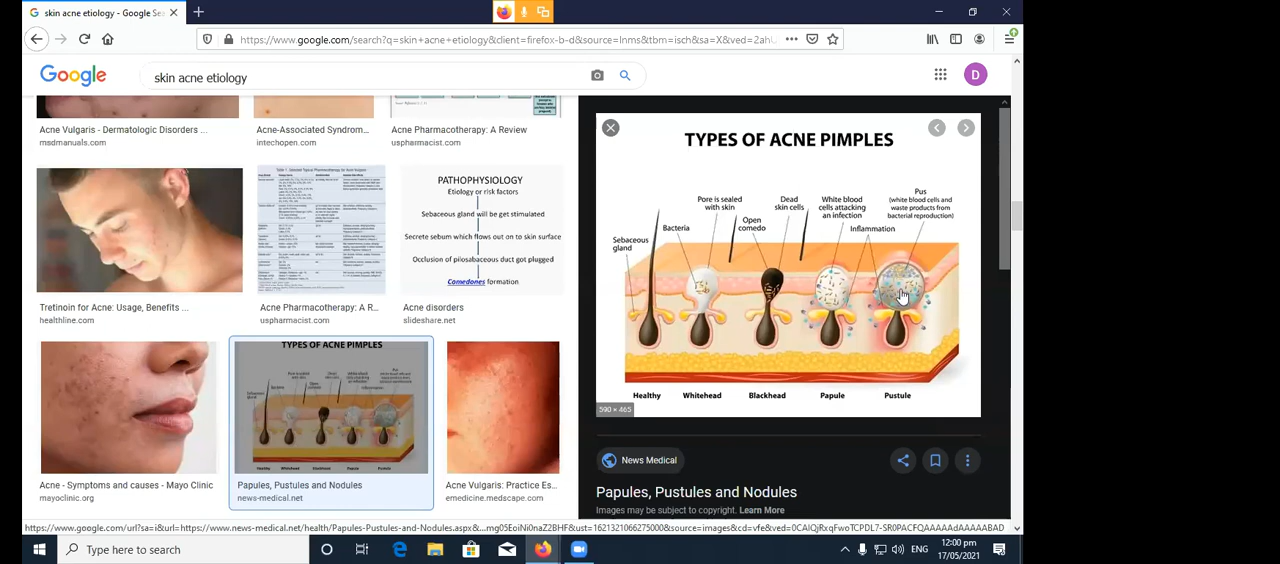 skin acne etiology - Google Sea
https://www.google.com/search?q=skin+acne+etiology&client=firefox-b-d&source=lnms&tbm=isch&sa=X&ved=2ahU
Google
skin acne etiology
D
Acne Vulgaris - Dermatologic Disorders ...
msdmanuals.com
Acne-Associated Syndrom...
intechopen.com
Acne Pharmacotherapy: A Review
uspharmacist.com
PATHOPHYSIOLOGY
Etiology or risk factors
Sebaceous gland will be get stimulated
Secrete sebum which flows out on to skin surface
Occlusion of pilosabaceous duct got plugged
Comedones formation
Tretinoin for Acne: Usage, Benefits ...
healthline.com
Acne Pharmacotherapy: A R...
uspharmacist.com
Acne disorders
slideshare.net
TYPES OF ACNE PIMPLES
Healthy Whitehead Blackhead Papule Pustule
Acne - Symptoms and causes - Mayo Clinic
mayoclinic.org
Papules, Pustules and Nodules
news-medical.net
Acne Vulgaris: Practice Es...
emedicine.medscape.com
TYPES OF ACNE PIMPLES
Sebaceous
gland
Bacteria
Pore is sealed
with skin
Open
comedo
Dead
skin cells
White blood
cells attacking
an infection
Inflammation
Pus
(white blood cells and
waste products from
bacterial reproduction)
Healthy Whitehead Blackhead Papule Pustule
590 × 465
News Medical
Papules, Pustules and Nodules
Images may be subject to copyright. Learn More
Type here to search
ENG
12:00 pm
17/05/2021